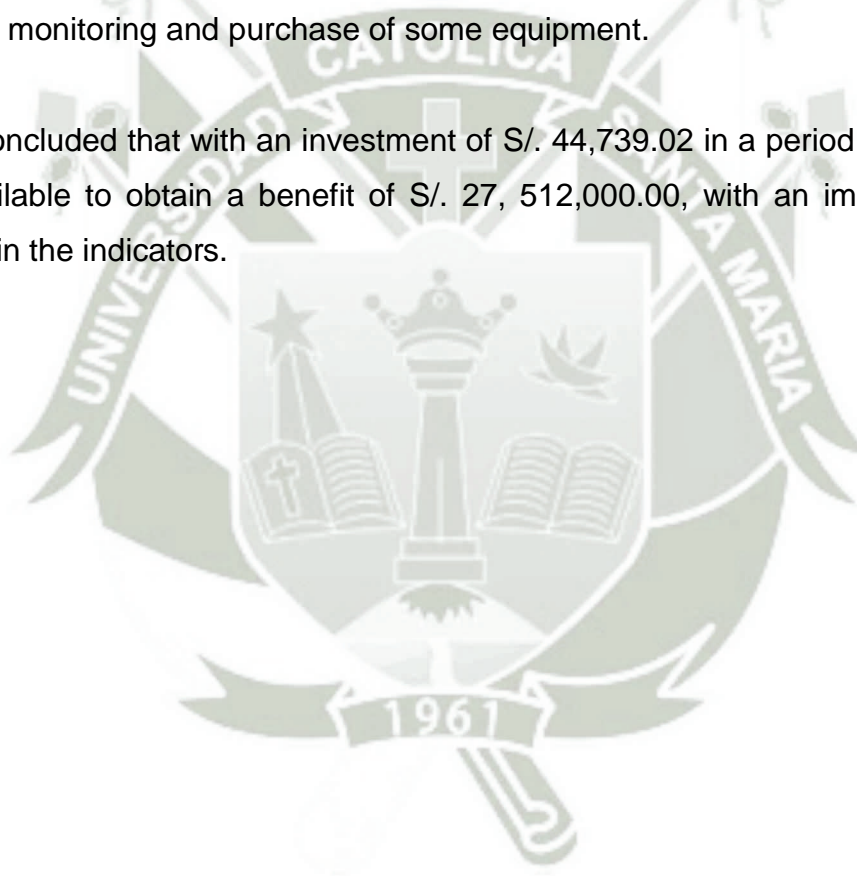 monitoring and purchase of some equipment.
oncluded that with an investment of S/. 44,739.02 in a period
ilable to obtain a benefit of S/. 27, 512,000.00, with an im
in the indicators.
UNIVERSIDAD CATOLICA SANTA MARIA
1961